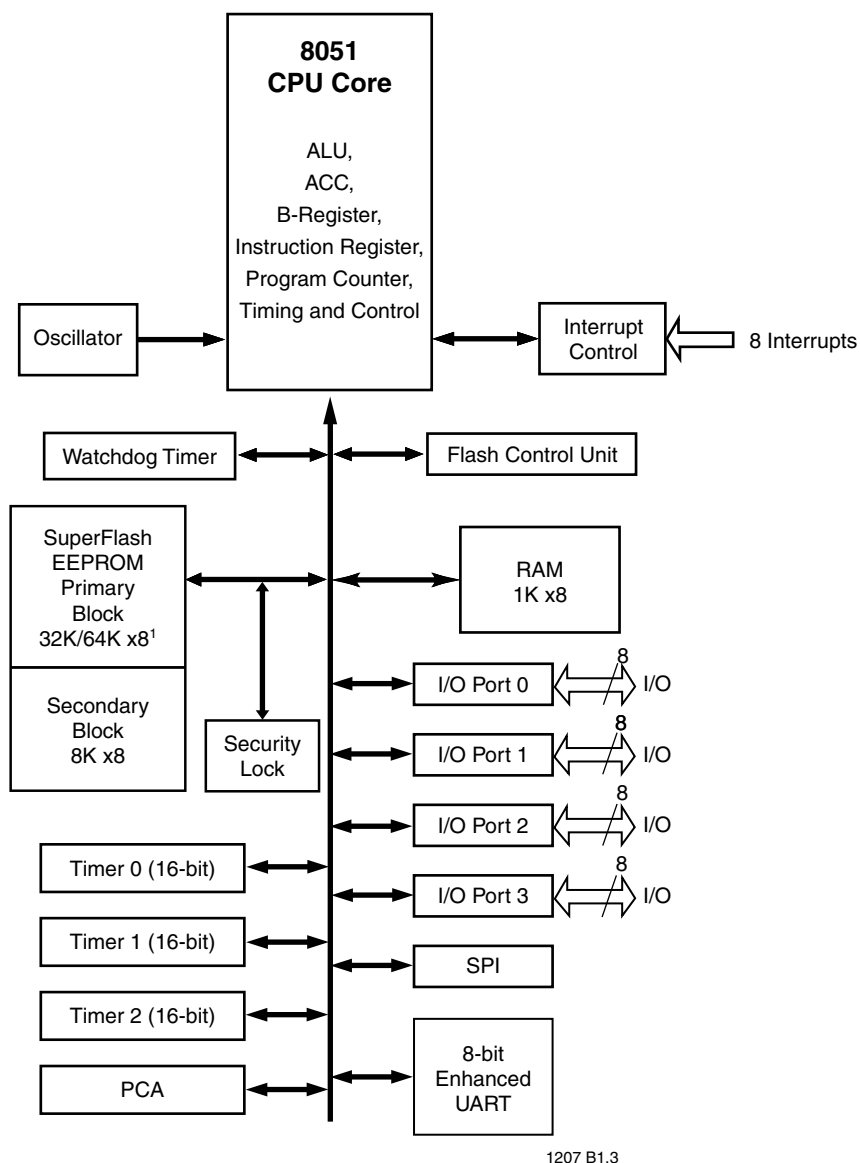 8051
CPU Core
ALU,
ACC,
B-Register,
Instruction Register,
Program Counter,
Timing and Control
Oscillator
Interrupt
Control
8 Interrupts
Watchdog Timer
Flash Control Unit
SuperFlash
EEPROM
Primary
Block
32K/64K x8¹
RAM
1K x8
Secondary
Block
8K x8
Security
Lock
I/O Port 0
8
I/O
I/O Port 1
8
I/O
I/O Port 2
8
I/O
I/O Port 3
8
I/O
Timer 0 (16-bit)
Timer 1 (16-bit)
Timer 2 (16-bit)
PCA
SPI
8-bit
Enhanced
UART
1207 B1.3